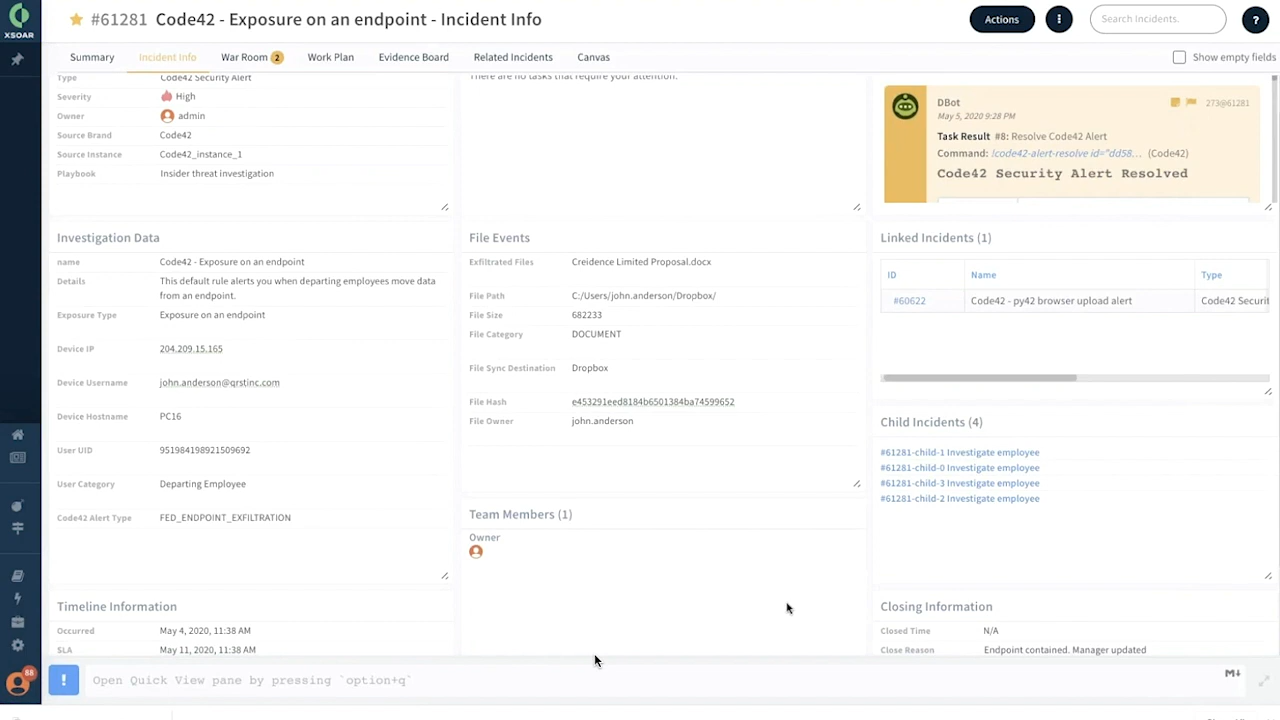 XSOAR
#61281 Code42 - Exposure on an endpoint - Incident Info
Actions
Search Incidents.
?
Summary
Incident Info
War Room 2
Work Plan
Evidence Board
Related Incidents
Canvas
Show empty fields
Type Code42 Security Alert
Severity High
Owner admin
Source Brand Code42
Source Instance Code42_instance_1
Playbook Insider threat investigation
There are no tasks that require your attention.
DBot
273@61281
May 5, 2020 9:28 PM
Task Result #8: Resolve Code42 Alert
Command: !code42-alert-resolve id="dd58... (Code42)
Code42 Security Alert Resolved
Investigation Data
name Code42 - Exposure on an endpoint
Details This default rule alerts you when departing employees move data
from an endpoint.
Exposure Type Exposure on an endpoint
Device IP 204.209.15.165
Device Username john.anderson@qrstinc.com
Device Hostname PC16
User UID 951984198921509692
User Category Departing Employee
Code42 Alert Type FED_ENDPOINT_EXFILTRATION
File Events
Exfiltrated Files Creidence Limited Proposal.docx
File Path C:/Users/john.anderson/Dropbox/
File Size 682233
File Category DOCUMENT
File Sync Destination Dropbox
File Hash e453291eed8184b6501384ba74599652
File Owner john.anderson
Team Members (1)
Owner
Linked Incidents (1)
ID Name Type
#60622 Code42 - py42 browser upload alert Code42 Securit
Child Incidents (4)
#61281-child-1 Investigate employee
#61281-child-0 Investigate employee
#61281-child-3 Investigate employee
#61281-child-2 Investigate employee
Timeline Information
Occurred May 4, 2020, 11:38 AM
SLA May 11, 2020, 11:38 AM
Closing Information
Closed Time N/A
Close Reason Endpoint contained. Manager updated
88
! Open Quick View pane by pressing `option+q`
M↓